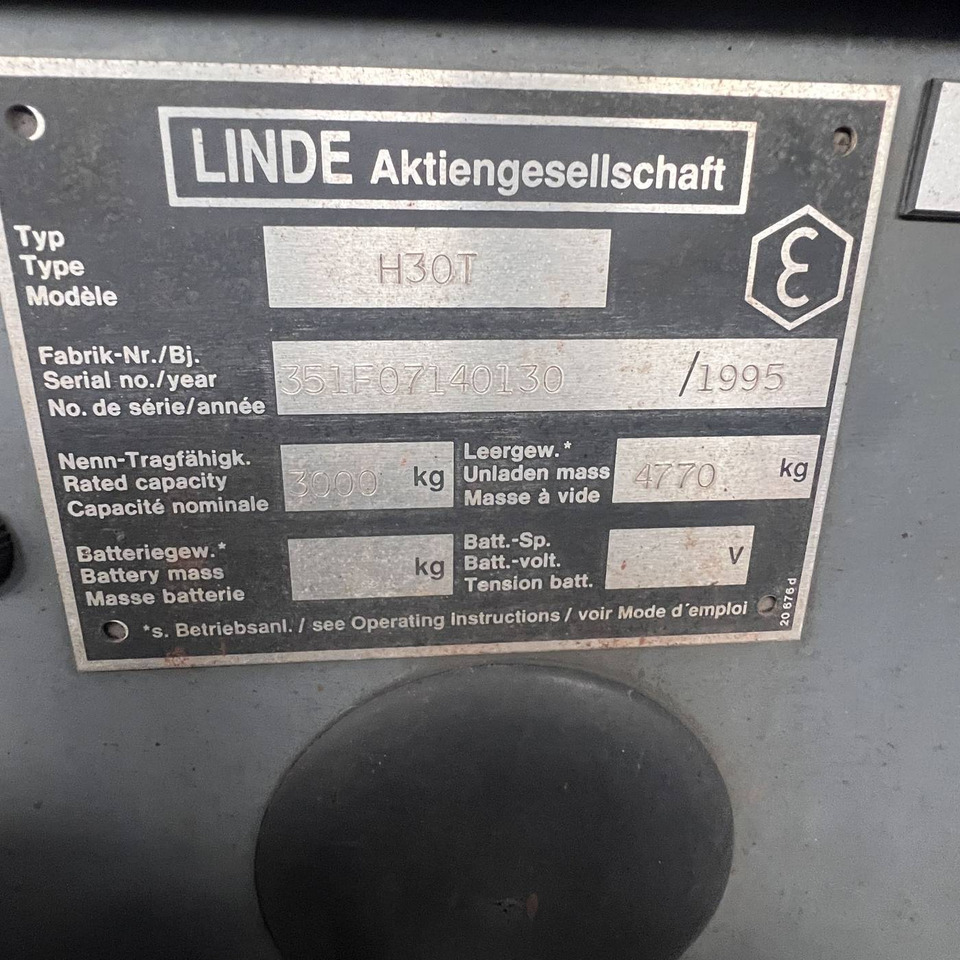 LINDE Aktiengesellschaft
Typ
Type
Modèle
H30T
Fabrik-Nr./Bj.
Serial no./year
No. de série/année
351F07140130 /1995
Nenn-Tragfähigk.
Rated capacity
Capacité nominale
3000 kg
Leergew.*
Unladen mass
Masse à vide
4770 kg
Batteriegew.*
Battery mass
Masse batterie
kg
Batt.-Sp.
Batt.-volt.
Tension batt.
V
*s. Betriebsanl. / see Operating Instructions / voir Mode d´emploi
20 676 d